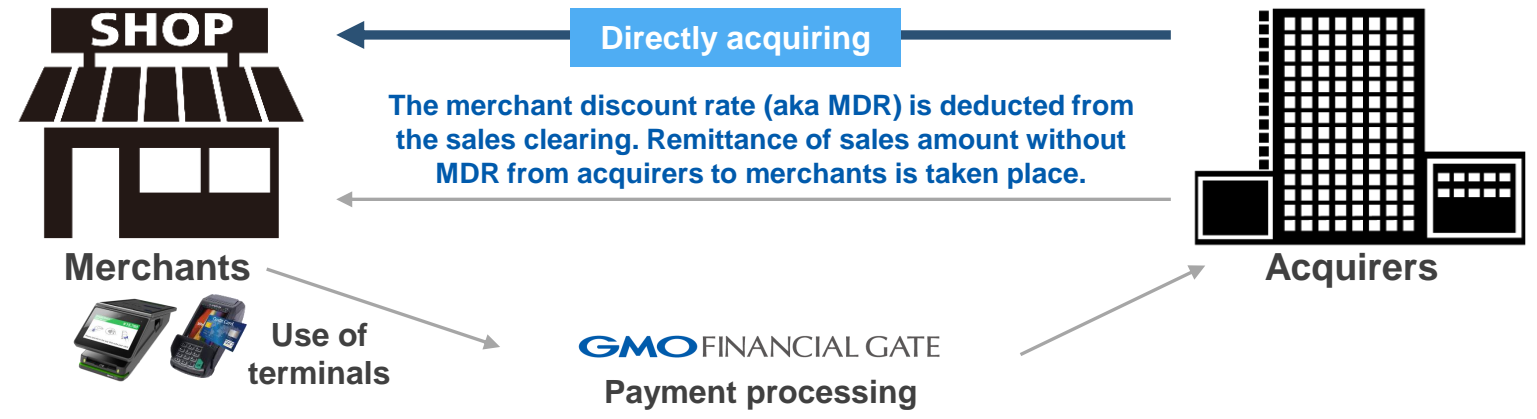 SHOP
Directly acquiring
The merchant discount rate (aka MDR) is deducted from
the sales clearing. Remittance of sales amount without
MDR from acquirers to merchants is taken place.
Merchants
Acquirers
Use of
terminals
GMO FINANCIAL GATE
Payment processing